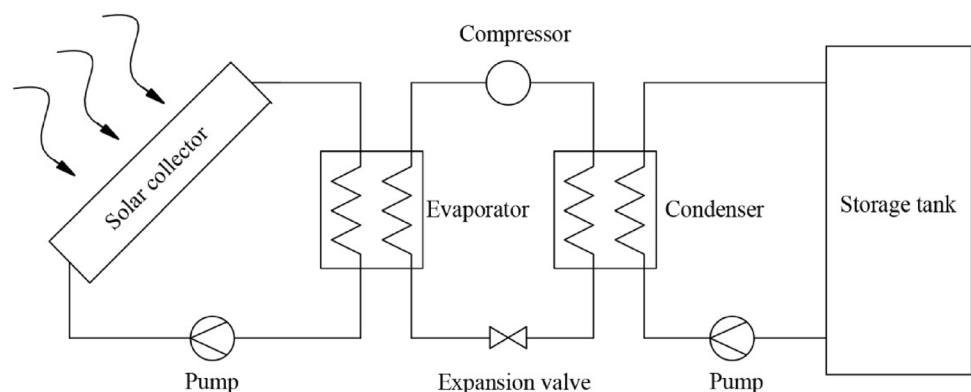 Compressor
Solar collector
Evaporator
Condenser
Storage tank
Pump
Expansion valve
Pump